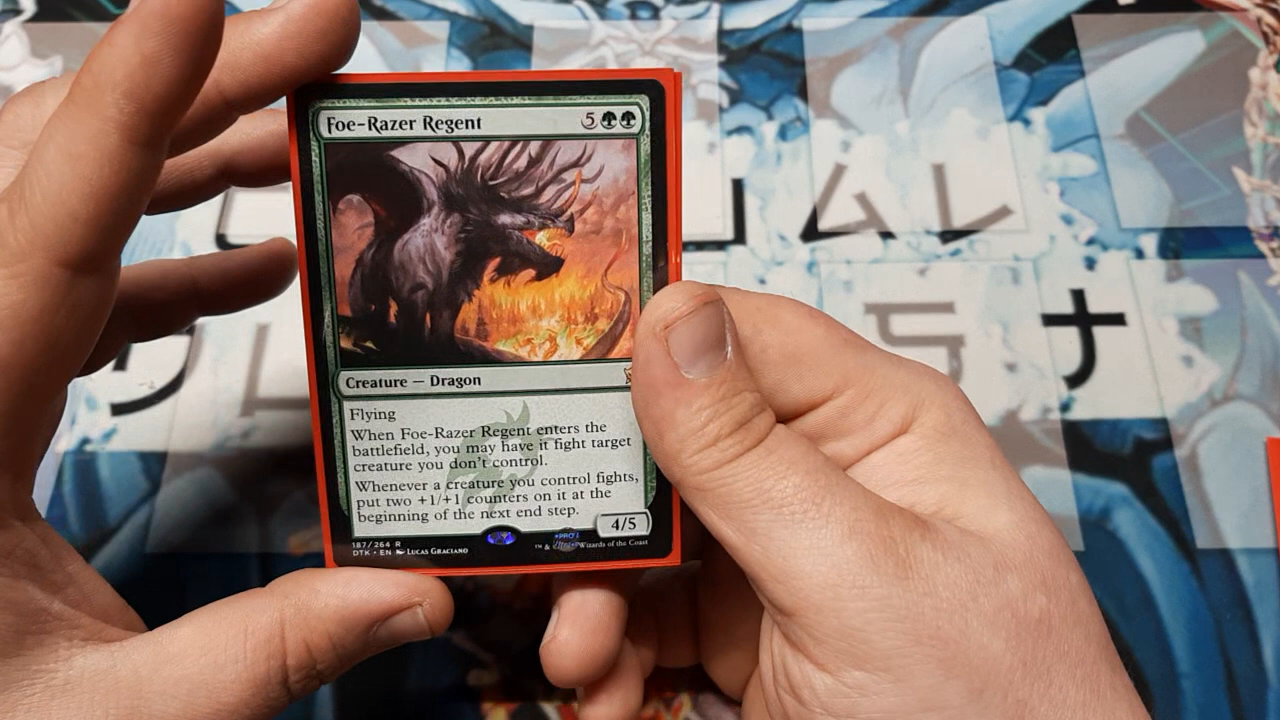 Foe-Razer Regent 5
Creature — Dragon
Flying
When Foe-Razer Regent enters the
battlefield, you may have it fight target
creature you don't control.
Whenever a creature you control fights,
put two +1/+1 counters on it at the
beginning of the next end step.
4/5
187/264 R
DTK • EN Lucas Graciano
™ & Wizards of the Coast